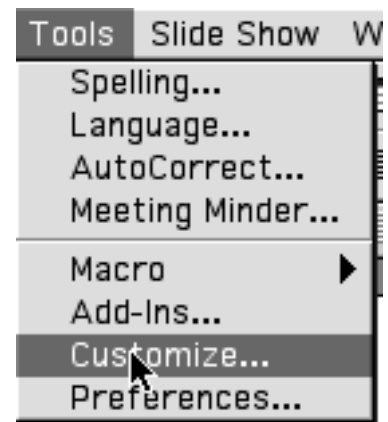 Tools Slide Show W
Spelling...
Language...
AutoCorrect...
Meeting Minder...
Macro
Add-Ins...
Customize...
Preferences...